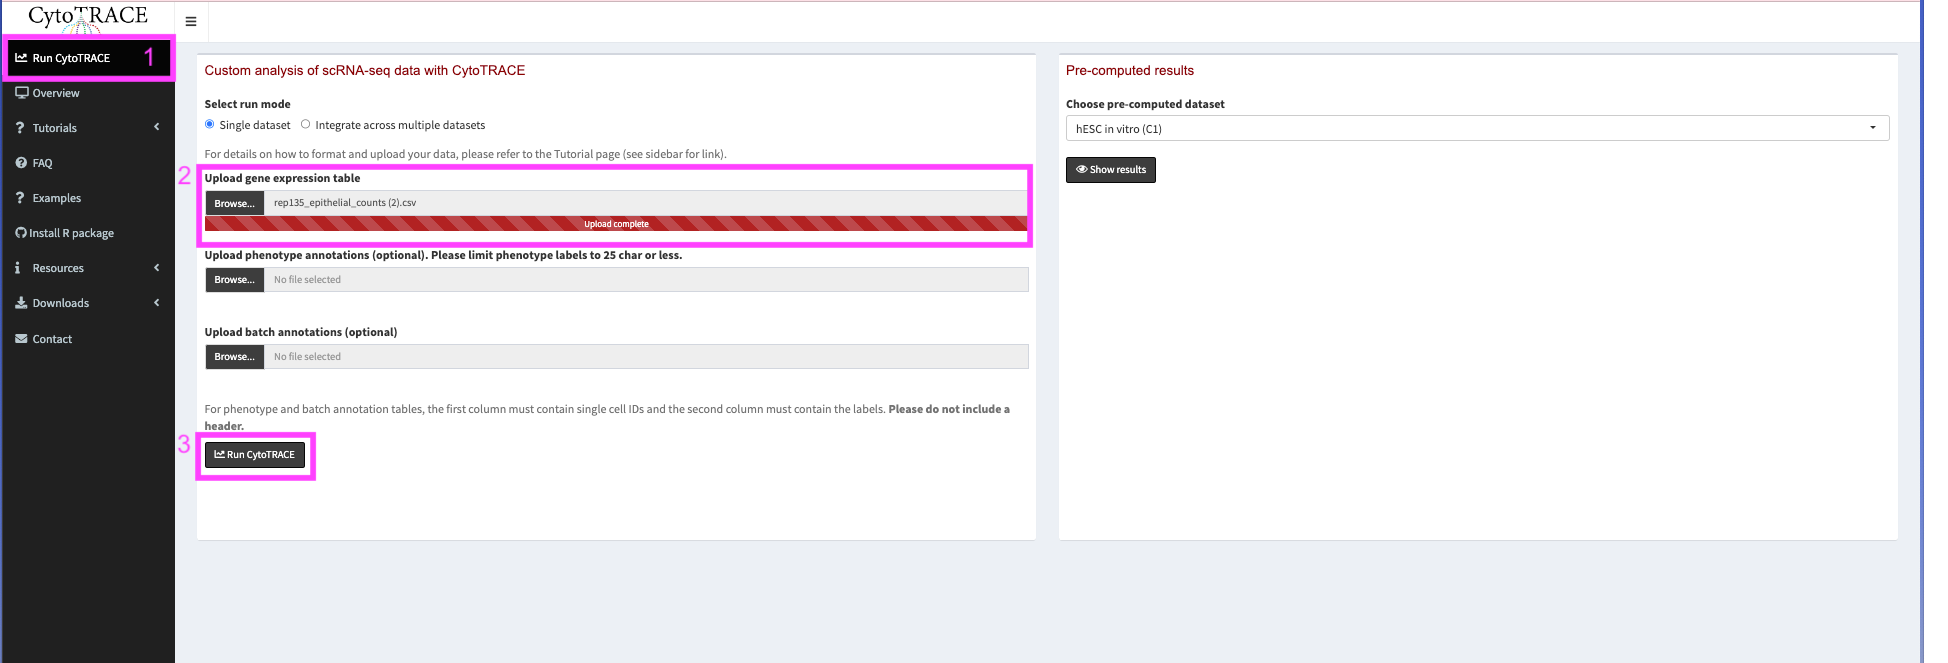 CytoTRACE
Run CytoTRACE 1
Overview
Tutorials
FAQ
Examples
Install R package
Resources
Downloads
Contact
Custom analysis of scRNA-seq data with CytoTRACE
Select run mode
Single dataset Integrate across multiple datasets
For details on how to format and upload your data, please refer to the Tutorial page (see sidebar for link).
2
Upload gene expression table
Browse... rep135_epithelial_counts (2).csv
Upload complete
Upload phenotype annotations (optional). Please limit phenotype labels to 25 char or less.
Browse... No file selected
Upload batch annotations (optional)
Browse... No file selected
For phenotype and batch annotation tables, the first column must contain single cell IDs and the second column must contain the labels. Please do not include a
header.
3
Run CytoTRACE
Pre-computed results
Choose pre-computed dataset
hESC in vitro (C1)
Show results